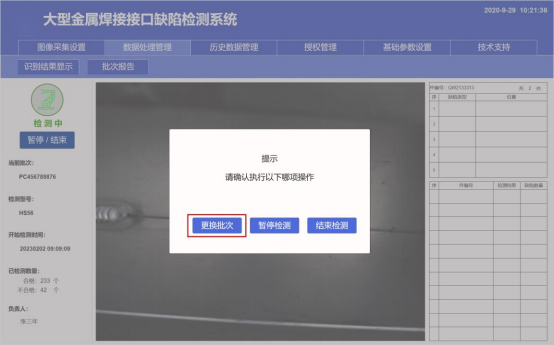 2020-9-29 10:21:36
大型金属焊接接口缺陷检测系统
图像采集设置 数据处理管理 历史数据管理 授权管理 基础参数设置 技术支持
识别结果显示 批次报告
检测中
暂停 / 结束
当前批次：
PC456789876
检测型号：
HS56
开始检测时间：
20230202 09:09:09
已检测数量：
合格：233 个
不合格：42 个
负责人：
张三年
提示
请确认执行以下哪项操作
更换批次 暂停检测 结束检测
共 2 页
序 缺陷类型 位置
1
2
3
4
5
序 件编号 检测结果 缺陷数量